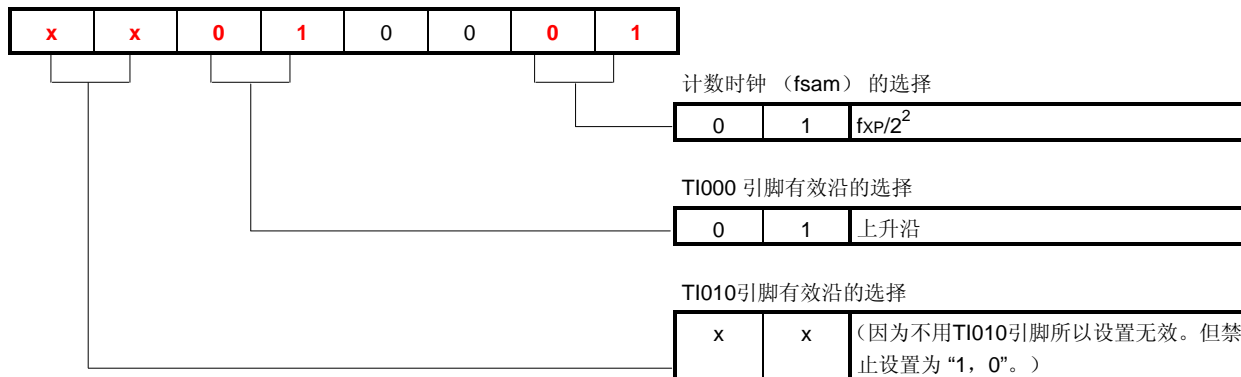 x x 0 1 0 0 0 1
计数时钟 （fsam） 的选择
0 1 fXP/2²
TI000 引脚有效沿的选择
0 1 上升沿
TI010引脚有效沿的选择
x x （因为不用TI010引脚所以设置无效。但禁
止设置为 “1，0”。）